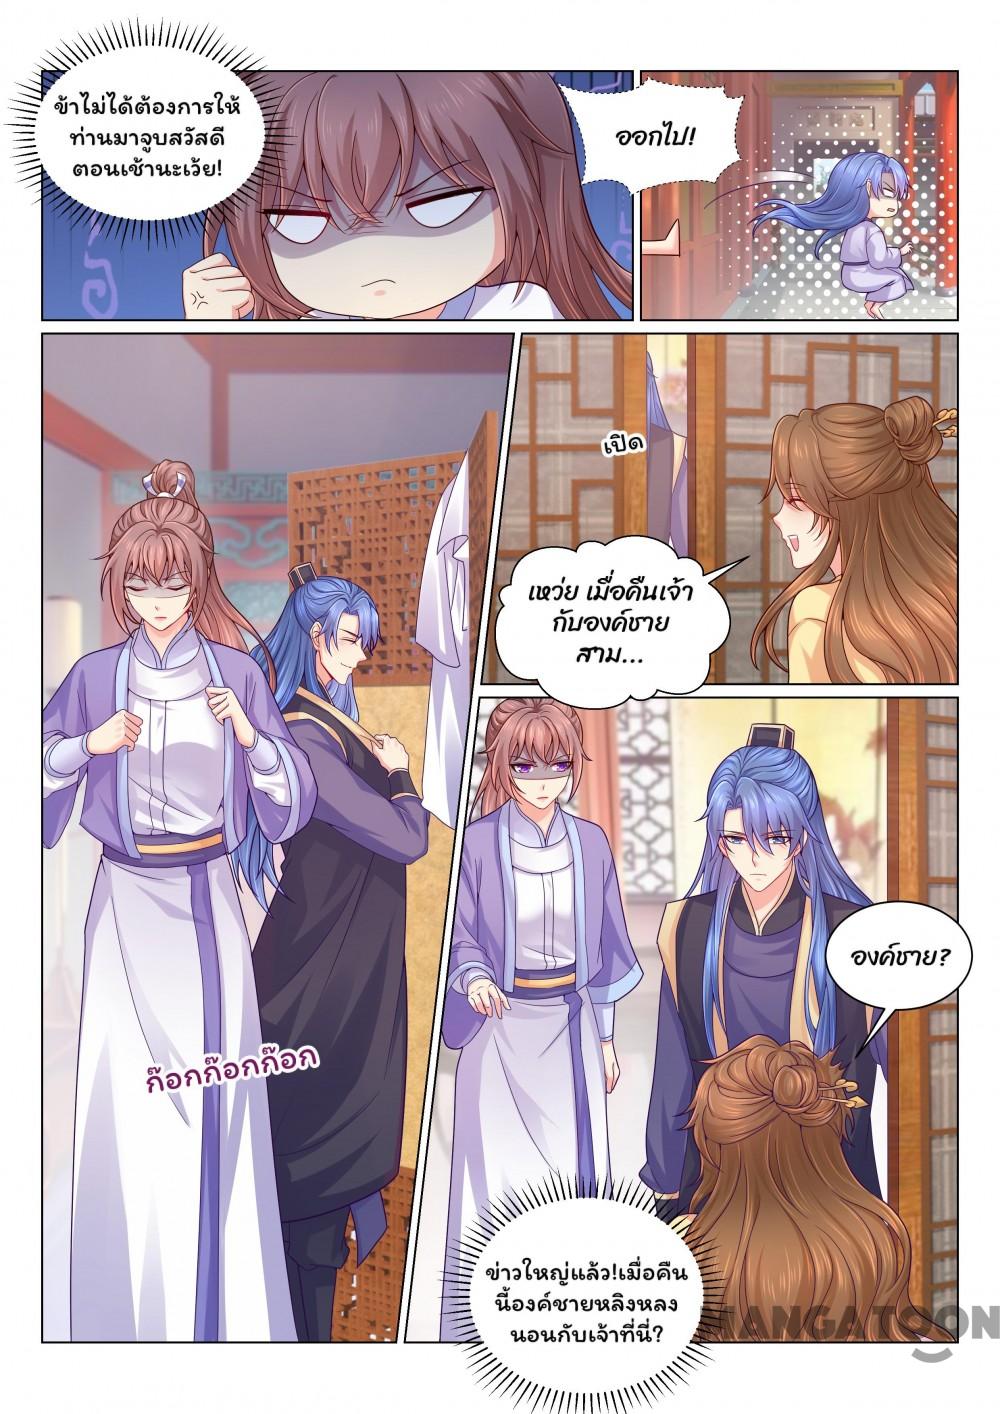 ข้าไม่ได้ต้องการให้
ท่านมาจูบสวัสดี
ตอนเช้านะเว้ย!
ออกไป!
เปิด
เหว่ย เมื่อคืนเจ้า
กับองค์ชาย
สาม...
องค์ชาย?
ก๊อกก๊อกก๊อก
ข่าวใหญ่แล้ว!เมื่อคืน
นี้องค์ชายหลิงหลง
นอนกับเจ้าที่นี่?
MANGATOON